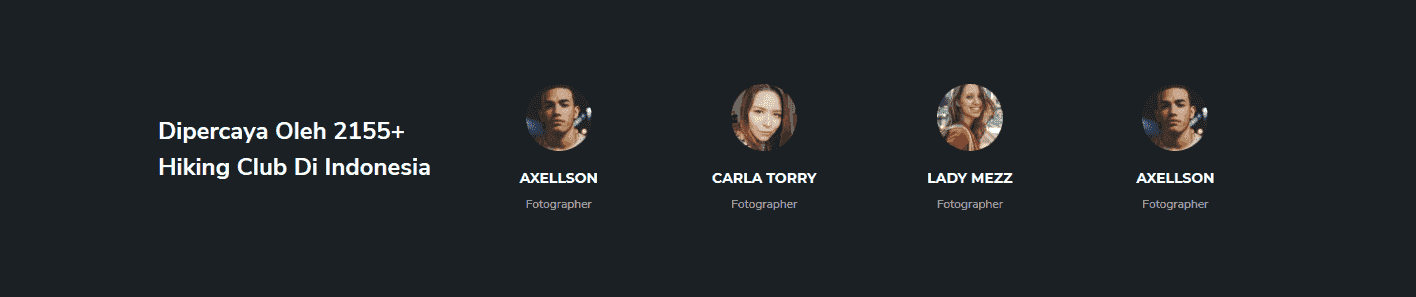 Dipercaya Oleh 2155+
Hiking Club Di Indonesia
AXELLSON
Fotographer
CARLA TORRY
Fotographer
LADY MEZZ
Fotographer
AXELLSON
Fotographer